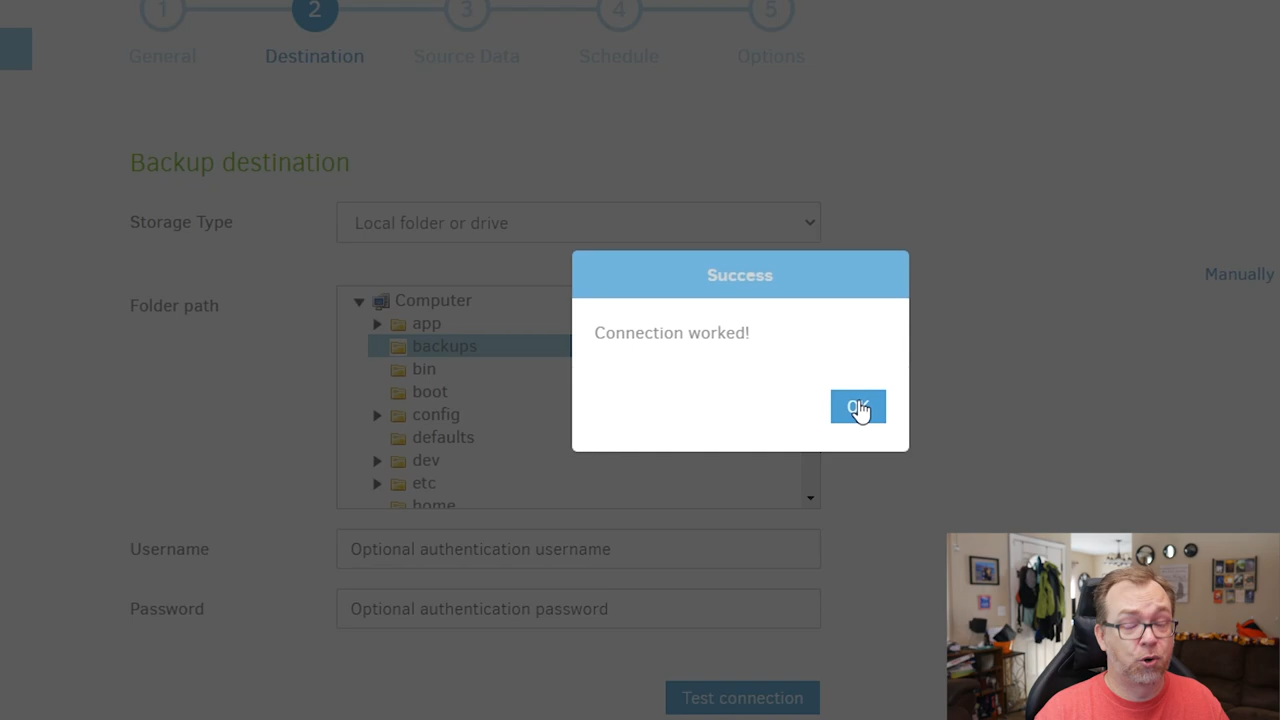 1 2 3 4 5
General Destination Source Data Schedule Options
Backup destination
Storage Type Local folder or drive
Success
Manually
Folder path
Computer
app
Connection worked!
backups
bin
boot
OK
config
defaults
dev
etc
home
Username Optional authentication username
Password Optional authentication password
Test connection